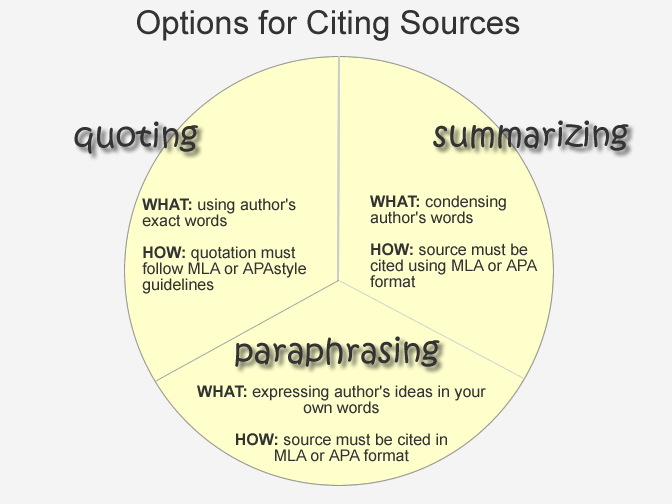 Options for Citing Sources
quoting
WHAT: using author's
exact words
HOW: quotation must
follow MLA or APAstyle
guidelines
summarizing
WHAT: condensing
author's words
HOW: source must be
cited using MLA or APA
format
paraphrasing
WHAT: expressing author's ideas in your
own words
HOW: source must be cited in
MLA or APA format